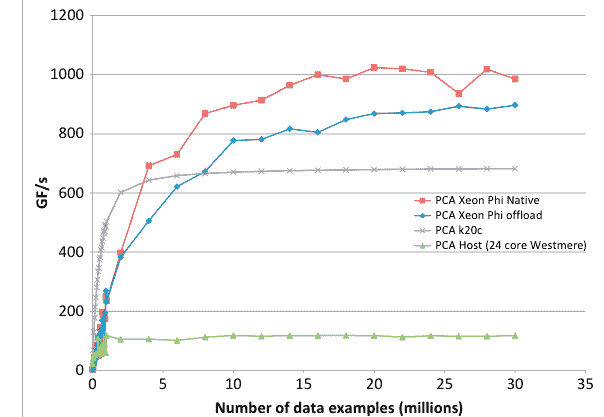 1200
1000
800
600
400
200
0
GF/s
PCA Xeon Phi Native
PCA Xeon Phi offload
PCA k20c
PCA Host (24 core Westmere)
0 5 10 15 20 25 30 35
Number of data examples (millions)